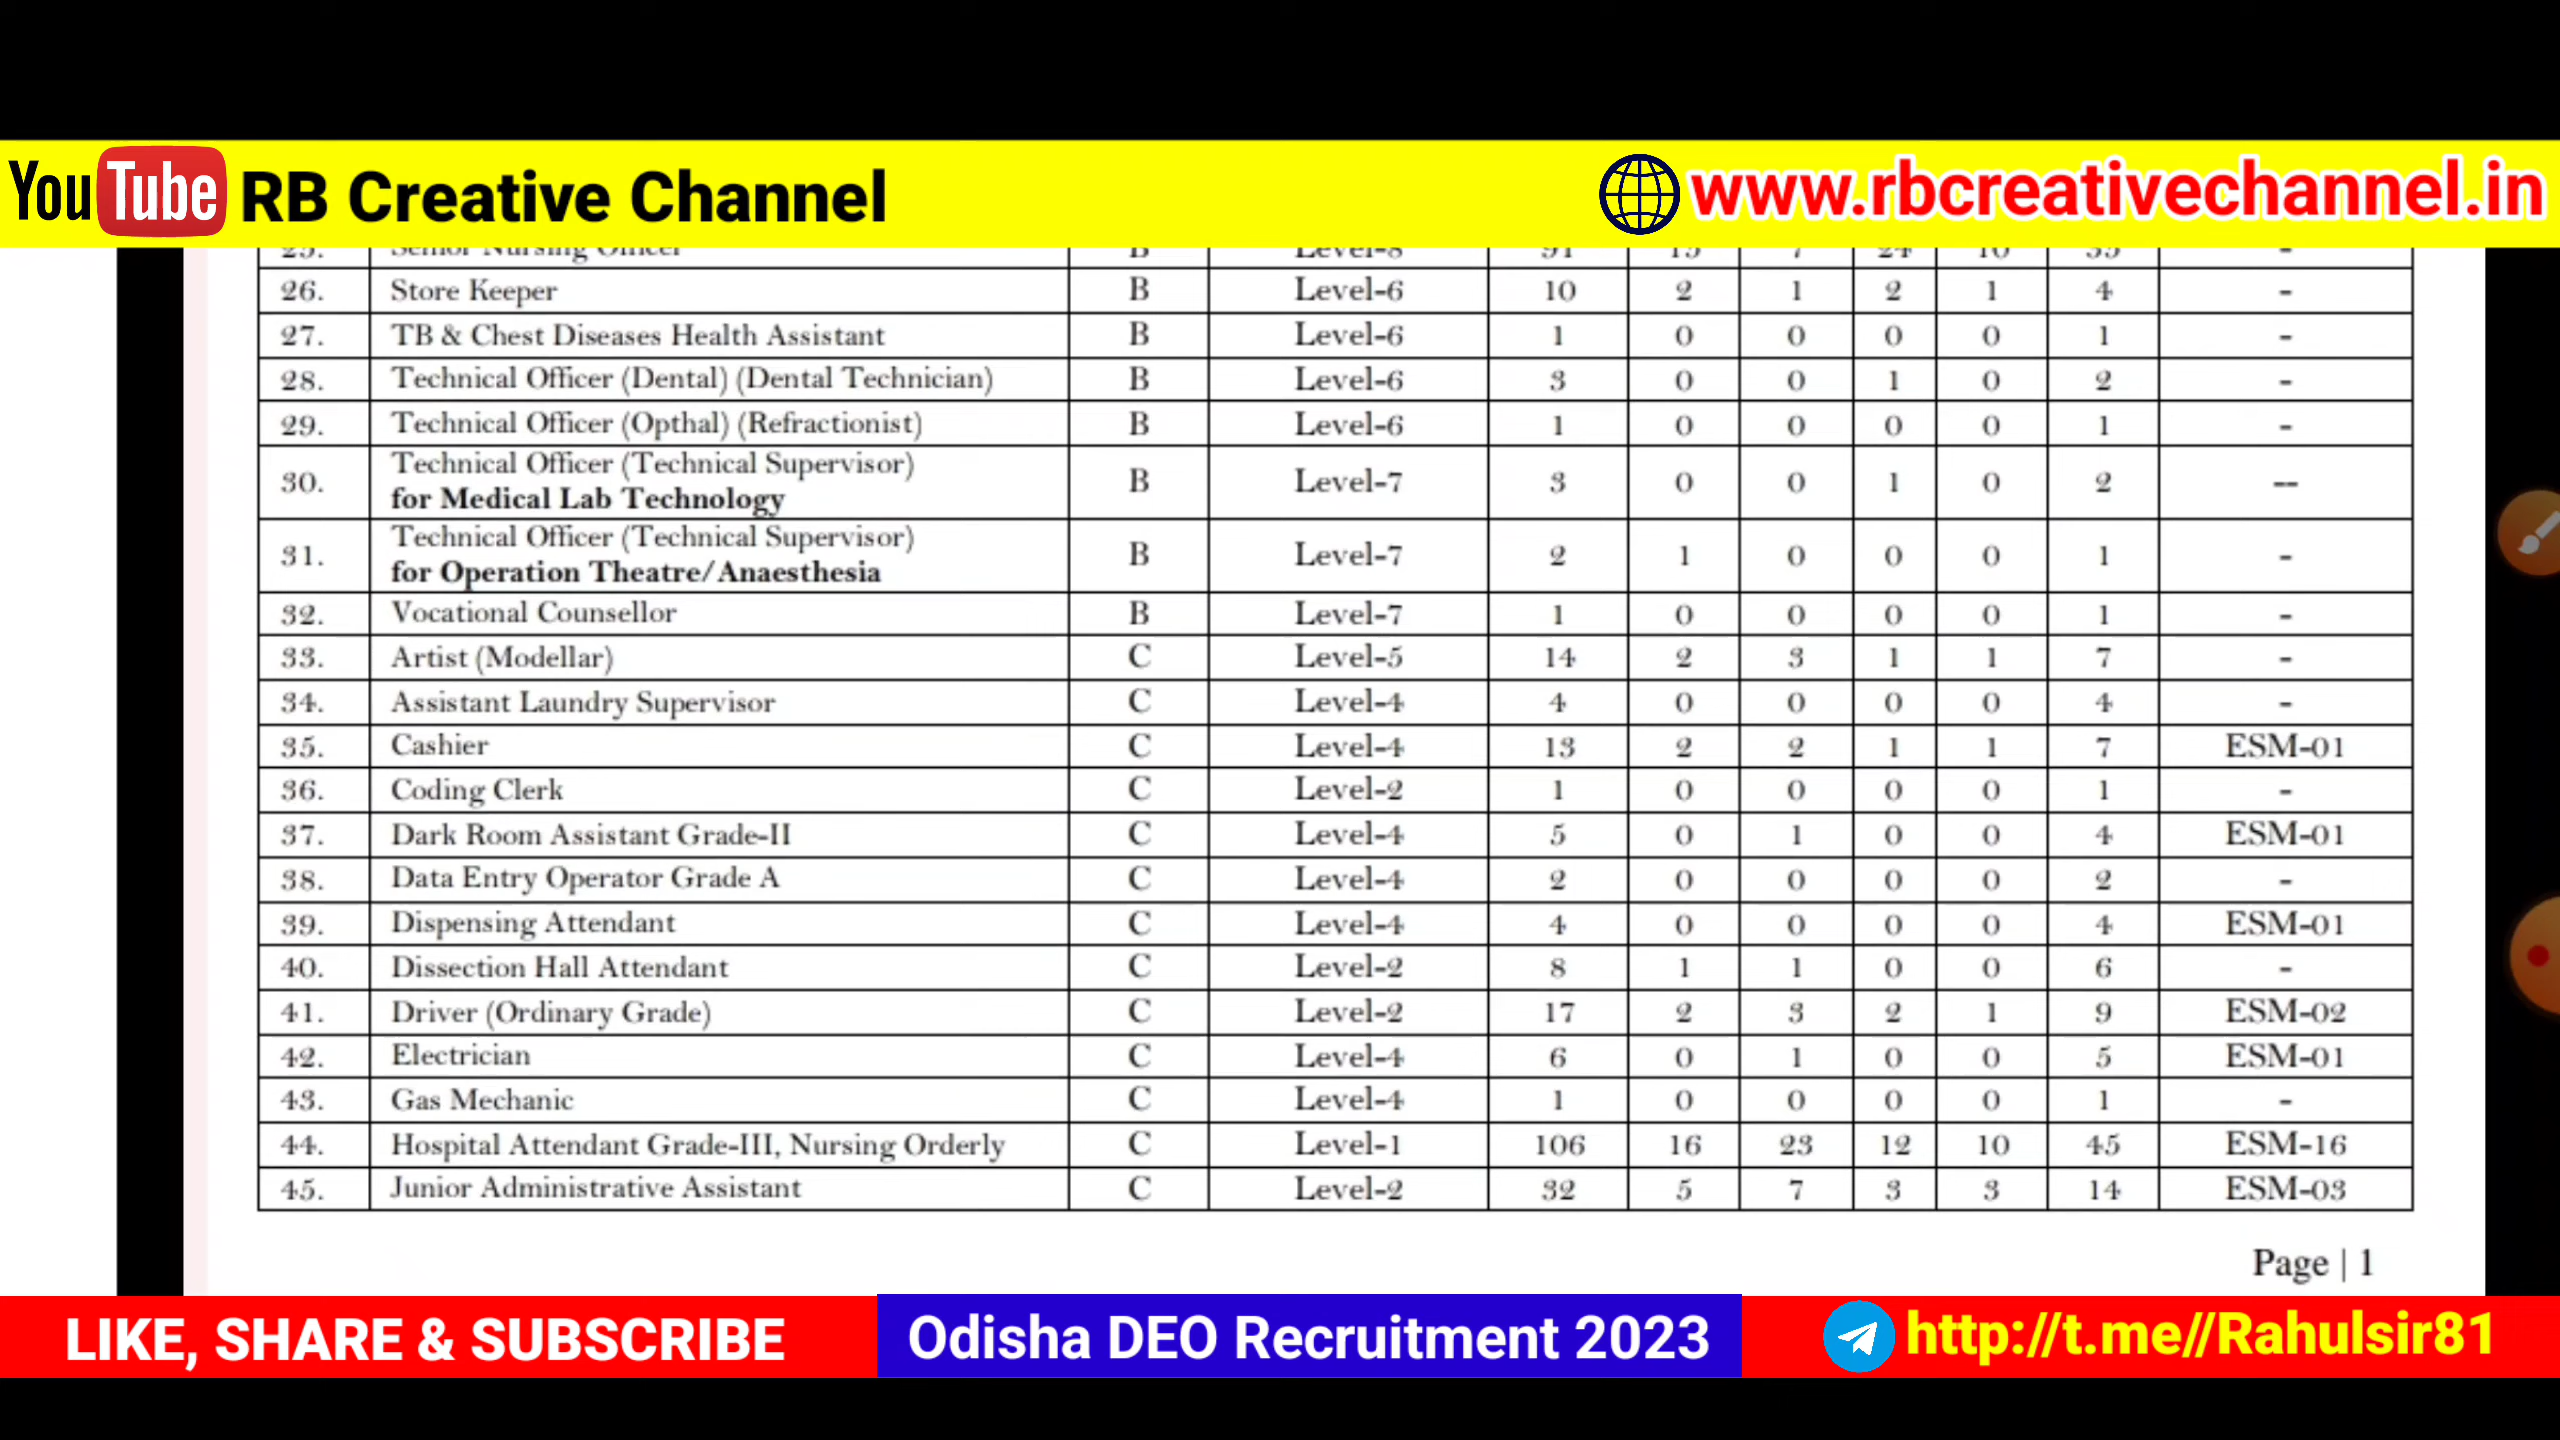 YouTube RB Creative Channel www.rbcreativechannel.in
25. Senior Nursing Officer B Level-8 91 15 7 24 10 35 -
26. Store Keeper B Level-6 10 2 1 2 1 4 -
27. TB & Chest Diseases Health Assistant B Level-6 1 0 0 0 0 1 -
28. Technical Officer (Dental) (Dental Technician) B Level-6 3 0 0 1 0 2 -
29. Technical Officer (Opthal) (Refractionist) B Level-6 1 0 0 0 0 1 -
30. Technical Officer (Technical Supervisor)
for Medical Lab Technology B Level-7 3 0 0 1 0 2 --
31. Technical Officer (Technical Supervisor)
for Operation Theatre/Anaesthesia B Level-7 2 1 0 0 0 1 -
32. Vocational Counsellor B Level-7 1 0 0 0 0 1 -
33. Artist (Modellar) C Level-5 14 2 3 1 1 7 -
34. Assistant Laundry Supervisor C Level-4 4 0 0 0 0 4 -
35. Cashier C Level-4 13 2 2 1 1 7 ESM-01
36. Coding Clerk C Level-2 1 0 0 0 0 1 -
37. Dark Room Assistant Grade-II C Level-4 5 0 1 0 0 4 ESM-01
38. Data Entry Operator Grade A C Level-4 2 0 0 0 0 2 -
39. Dispensing Attendant C Level-4 4 0 0 0 0 4 ESM-01
40. Dissection Hall Attendant C Level-2 8 1 1 0 0 6 -
41. Driver (Ordinary Grade) C Level-2 17 2 3 2 1 9 ESM-02
42. Electrician C Level-4 6 0 1 0 0 5 ESM-01
43. Gas Mechanic C Level-4 1 0 0 0 0 1 -
44. Hospital Attendant Grade-III, Nursing Orderly C Level-1 106 16 23 12 10 45 ESM-16
45. Junior Administrative Assistant C Level-2 32 5 7 3 3 14 ESM-03
Page | 1
LIKE, SHARE & SUBSCRIBE Odisha DEO Recruitment 2023 http://t.me//Rahulsir81